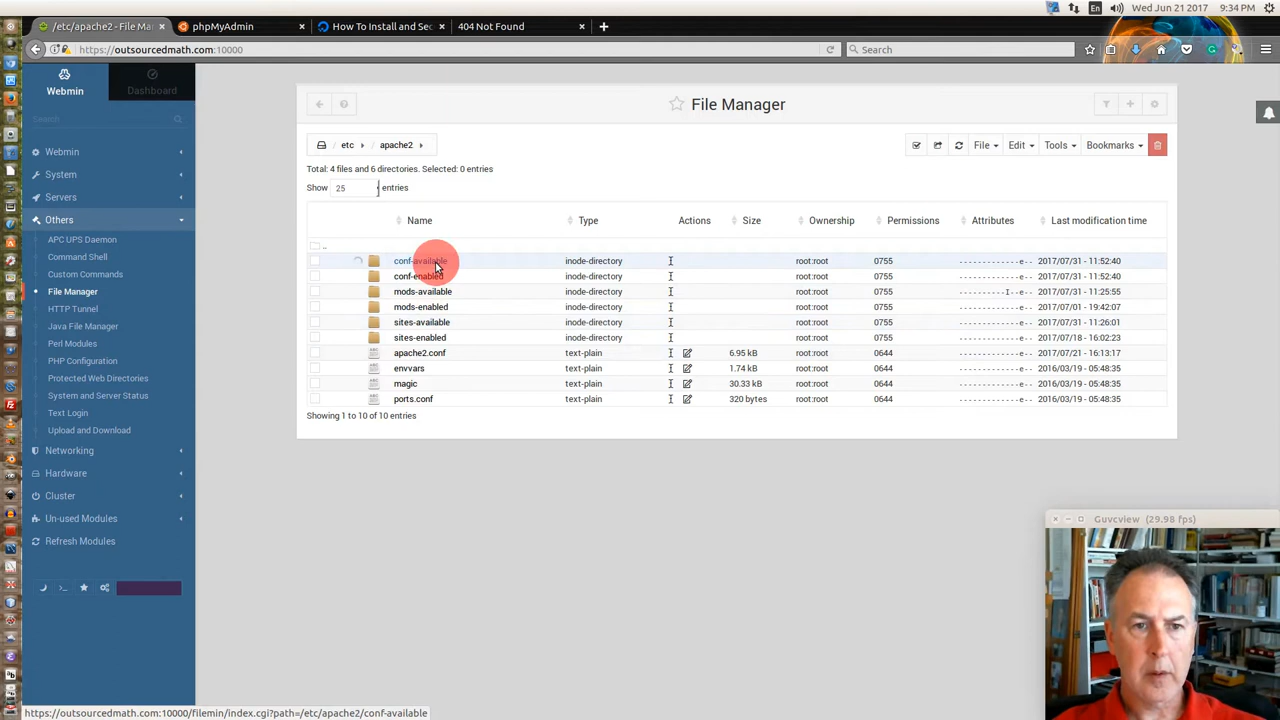 /etc/apache2 - File Ma
phpMyAdmin
How To Install and Sec
404 Not Found
En
Wed Jun 21 2017
9:34 PM
https://outsourcedmath.com:10000
Search
Webmin
Dashboard
Search
Webmin
System
Servers
Others
APC UPS Daemon
Command Shell
Custom Commands
File Manager
HTTP Tunnel
Java File Manager
Perl Modules
PHP Configuration
Protected Web Directories
System and Server Status
Text Login
Upload and Download
Networking
Hardware
Cluster
Un-used Modules
Refresh Modules
File Manager
/ etc / apache2
File Edit Tools Bookmarks
Total: 4 files and 6 directories. Selected: 0 entries
Show 25 entries
Name Type Actions Size Ownership Permissions Attributes Last modification time
..
conf-available inode-directory root:root 0755 ------------e-- 2017/07/31 - 11:52:40
conf-enabled inode-directory root:root 0755 ------------e-- 2017/07/31 - 11:52:40
mods-available inode-directory root:root 0755 -----------I-e-- 2017/07/31 - 11:25:55
mods-enabled inode-directory root:root 0755 ------------e-- 2017/07/01 - 19:42:07
sites-available inode-directory root:root 0755 ------------e-- 2017/07/31 - 11:26:01
sites-enabled inode-directory root:root 0755 ------------e-- 2017/07/18 - 16:02:23
apache2.conf text-plain 6.95 kB root:root 0644 ------------e-- 2017/07/21 - 16:13:17
envvars text-plain 1.74 kB root:root 0644 ------------e-- 2016/03/19 - 05:48:35
magic text-plain 30.33 kB root:root 0644 ------------e-- 2016/03/19 - 05:48:35
ports.conf text-plain 320 bytes root:root 0644 ------------e-- 2016/03/19 - 05:48:35
Showing 1 to 10 of 10 entries
Guvcview (29.98 fps)
https://outsourcedmath.com:10000/filemin/index.cgi?path=/etc/apache2/conf-available